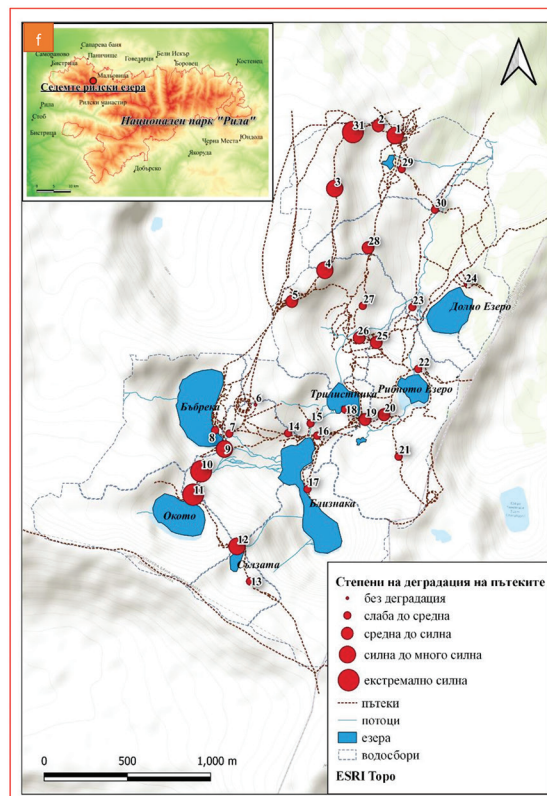 f
Сапарева баня
Самораново
Паничище
Бели Искър
Костенец
Бистрица
Говедарци
Боровец
Мальовица
Седемте рилски езера
Рила
Рилски манастир
Стоб
Национален парк "Рила"
Бистрица
Черна Места
Юндола
Якоруда
Добърско
31
2
1
29
3
30
28
4
24
5
27
23
Долно Езеро
26
25
22
Трилистника
Рибното Езеро
6
Бъбрека
18
20
15
19
8
7
14
16
9
21
10
17
11
Близнака
Окото
12
Сълзата
13
Степени на деградация на пътеките
без деградация
слаба до средна
средна до силна
силна до много силна
екстремално силна
пътеки
потоци
езера
водосбори
ESRI Topo
0
500
1,000 m